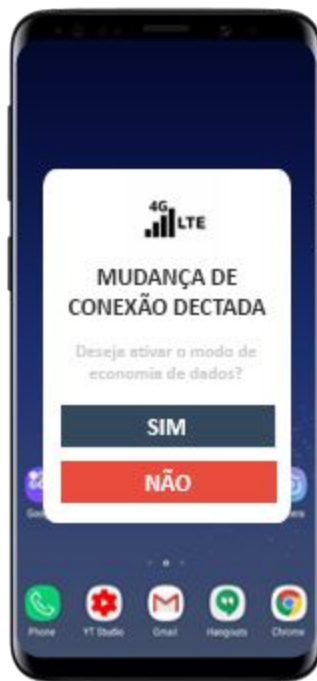 4G
LTE
MUDANÇA DE
CONEXÃO DECTADA
Deseja ativar o modo de
economia de dados?
SIM
NÃO
Phone
YT Studio
Gmail
Hangouts
Chrome